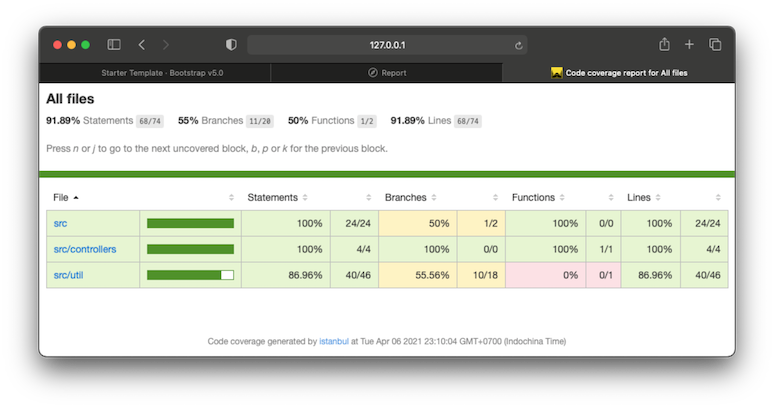 127.0.0.1
Starter Template · Bootstrap v5.0 Report Code coverage report for All files
All files
91.89% Statements 68/74 55% Branches 11/20 50% Functions 1/2 91.89% Lines 68/74
Press n or j to go to the next uncovered block, b, p or k for the previous block.
File Statements Branches Functions Lines
src 100% 24/24 50% 1/2 100% 0/0 100% 24/24
src/controllers 100% 4/4 100% 0/0 100% 1/1 100% 4/4
src/util 86.96% 40/46 55.56% 10/18 0% 0/1 86.96% 40/46
Code coverage generated by istanbul at Tue Apr 06 2021 23:10:04 GMT+0700 (Indochina Time)